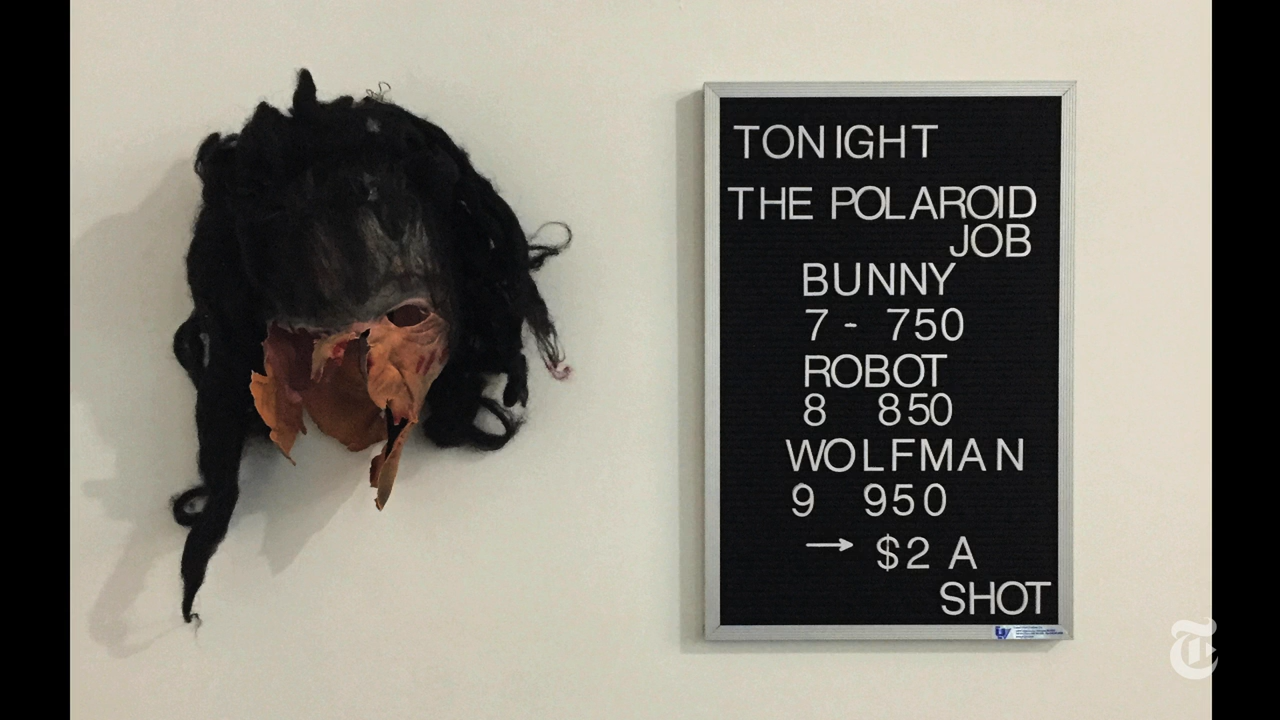 TONIGHT
THE POLAROID
JOB
BUNNY
7 - 750
ROBOT
8 850
WOLFMAN
9 950
→ $2 A
SHOT
T